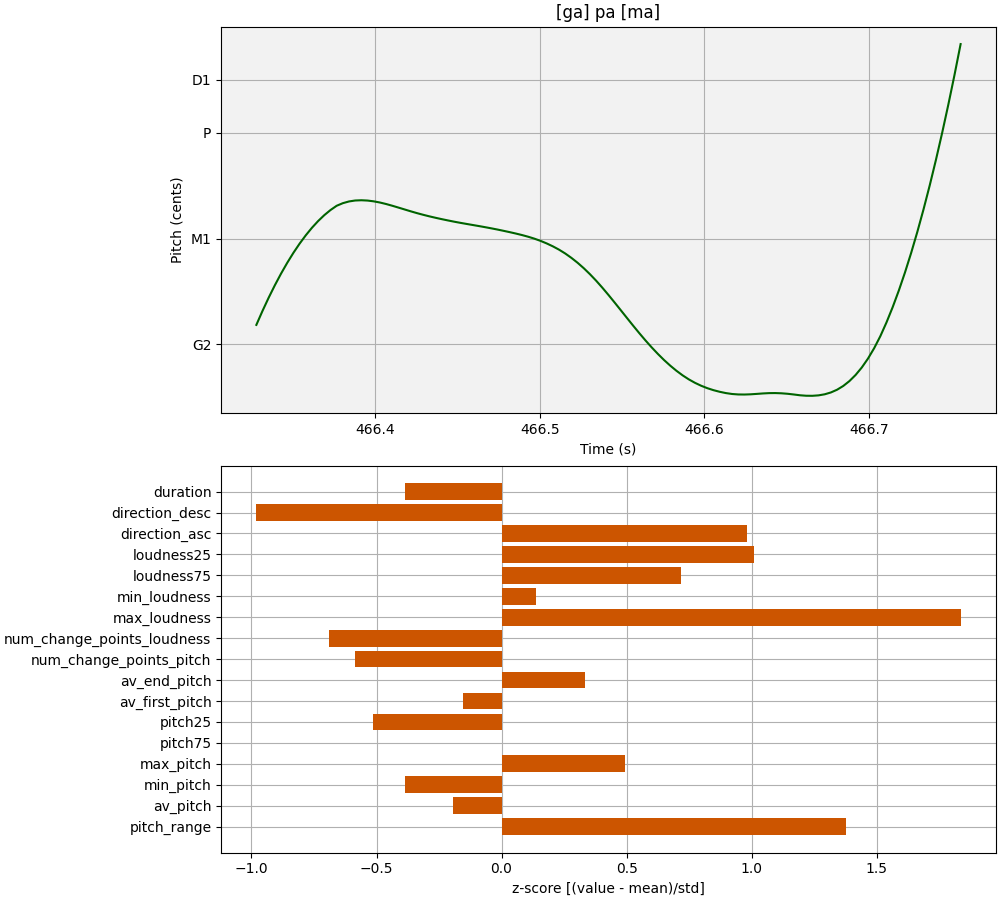 [ga] pa [ma]
D1
P
M1
G2
Pitch (cents)
466.4 466.5 466.6 466.7
Time (s)
duration
direction_desc
direction_asc
loudness25
loudness75
min_loudness
max_loudness
num_change_points_loudness
num_change_points_pitch
av_end_pitch
av_first_pitch
pitch25
pitch75
max_pitch
min_pitch
av_pitch
pitch_range
−1.0 −0.5 0.0 0.5 1.0 1.5
z-score [(value - mean)/std]